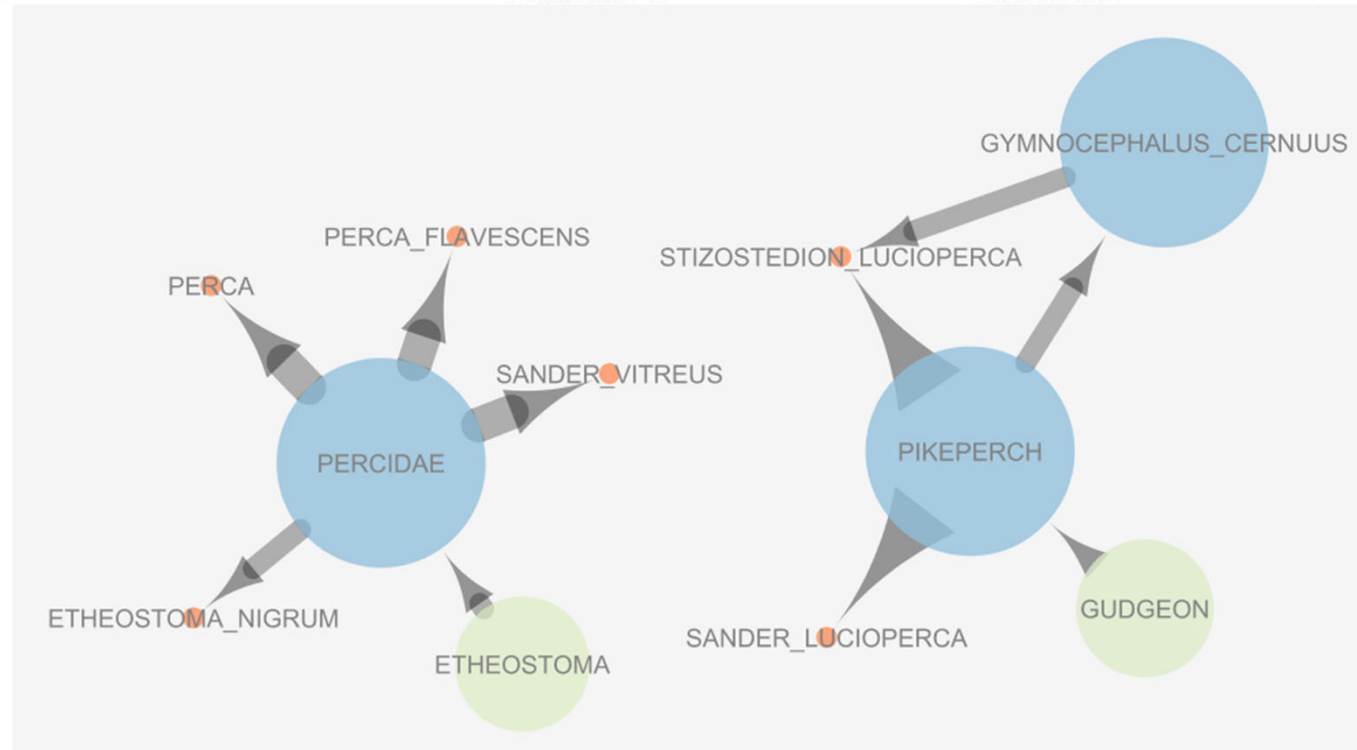 GYMNOCEPHALUS_CERNUUS
PERCA_FLAVESCENS
STIZOSTEDION_LUCIOPERCA
PERCA
SANDER_VITREUS
PERCIDAE
PIKEPERCH
ETHEOSTOMA_NIGRUM
GUDGEON
SANDER_LUCIOPERCA
ETHEOSTOMA